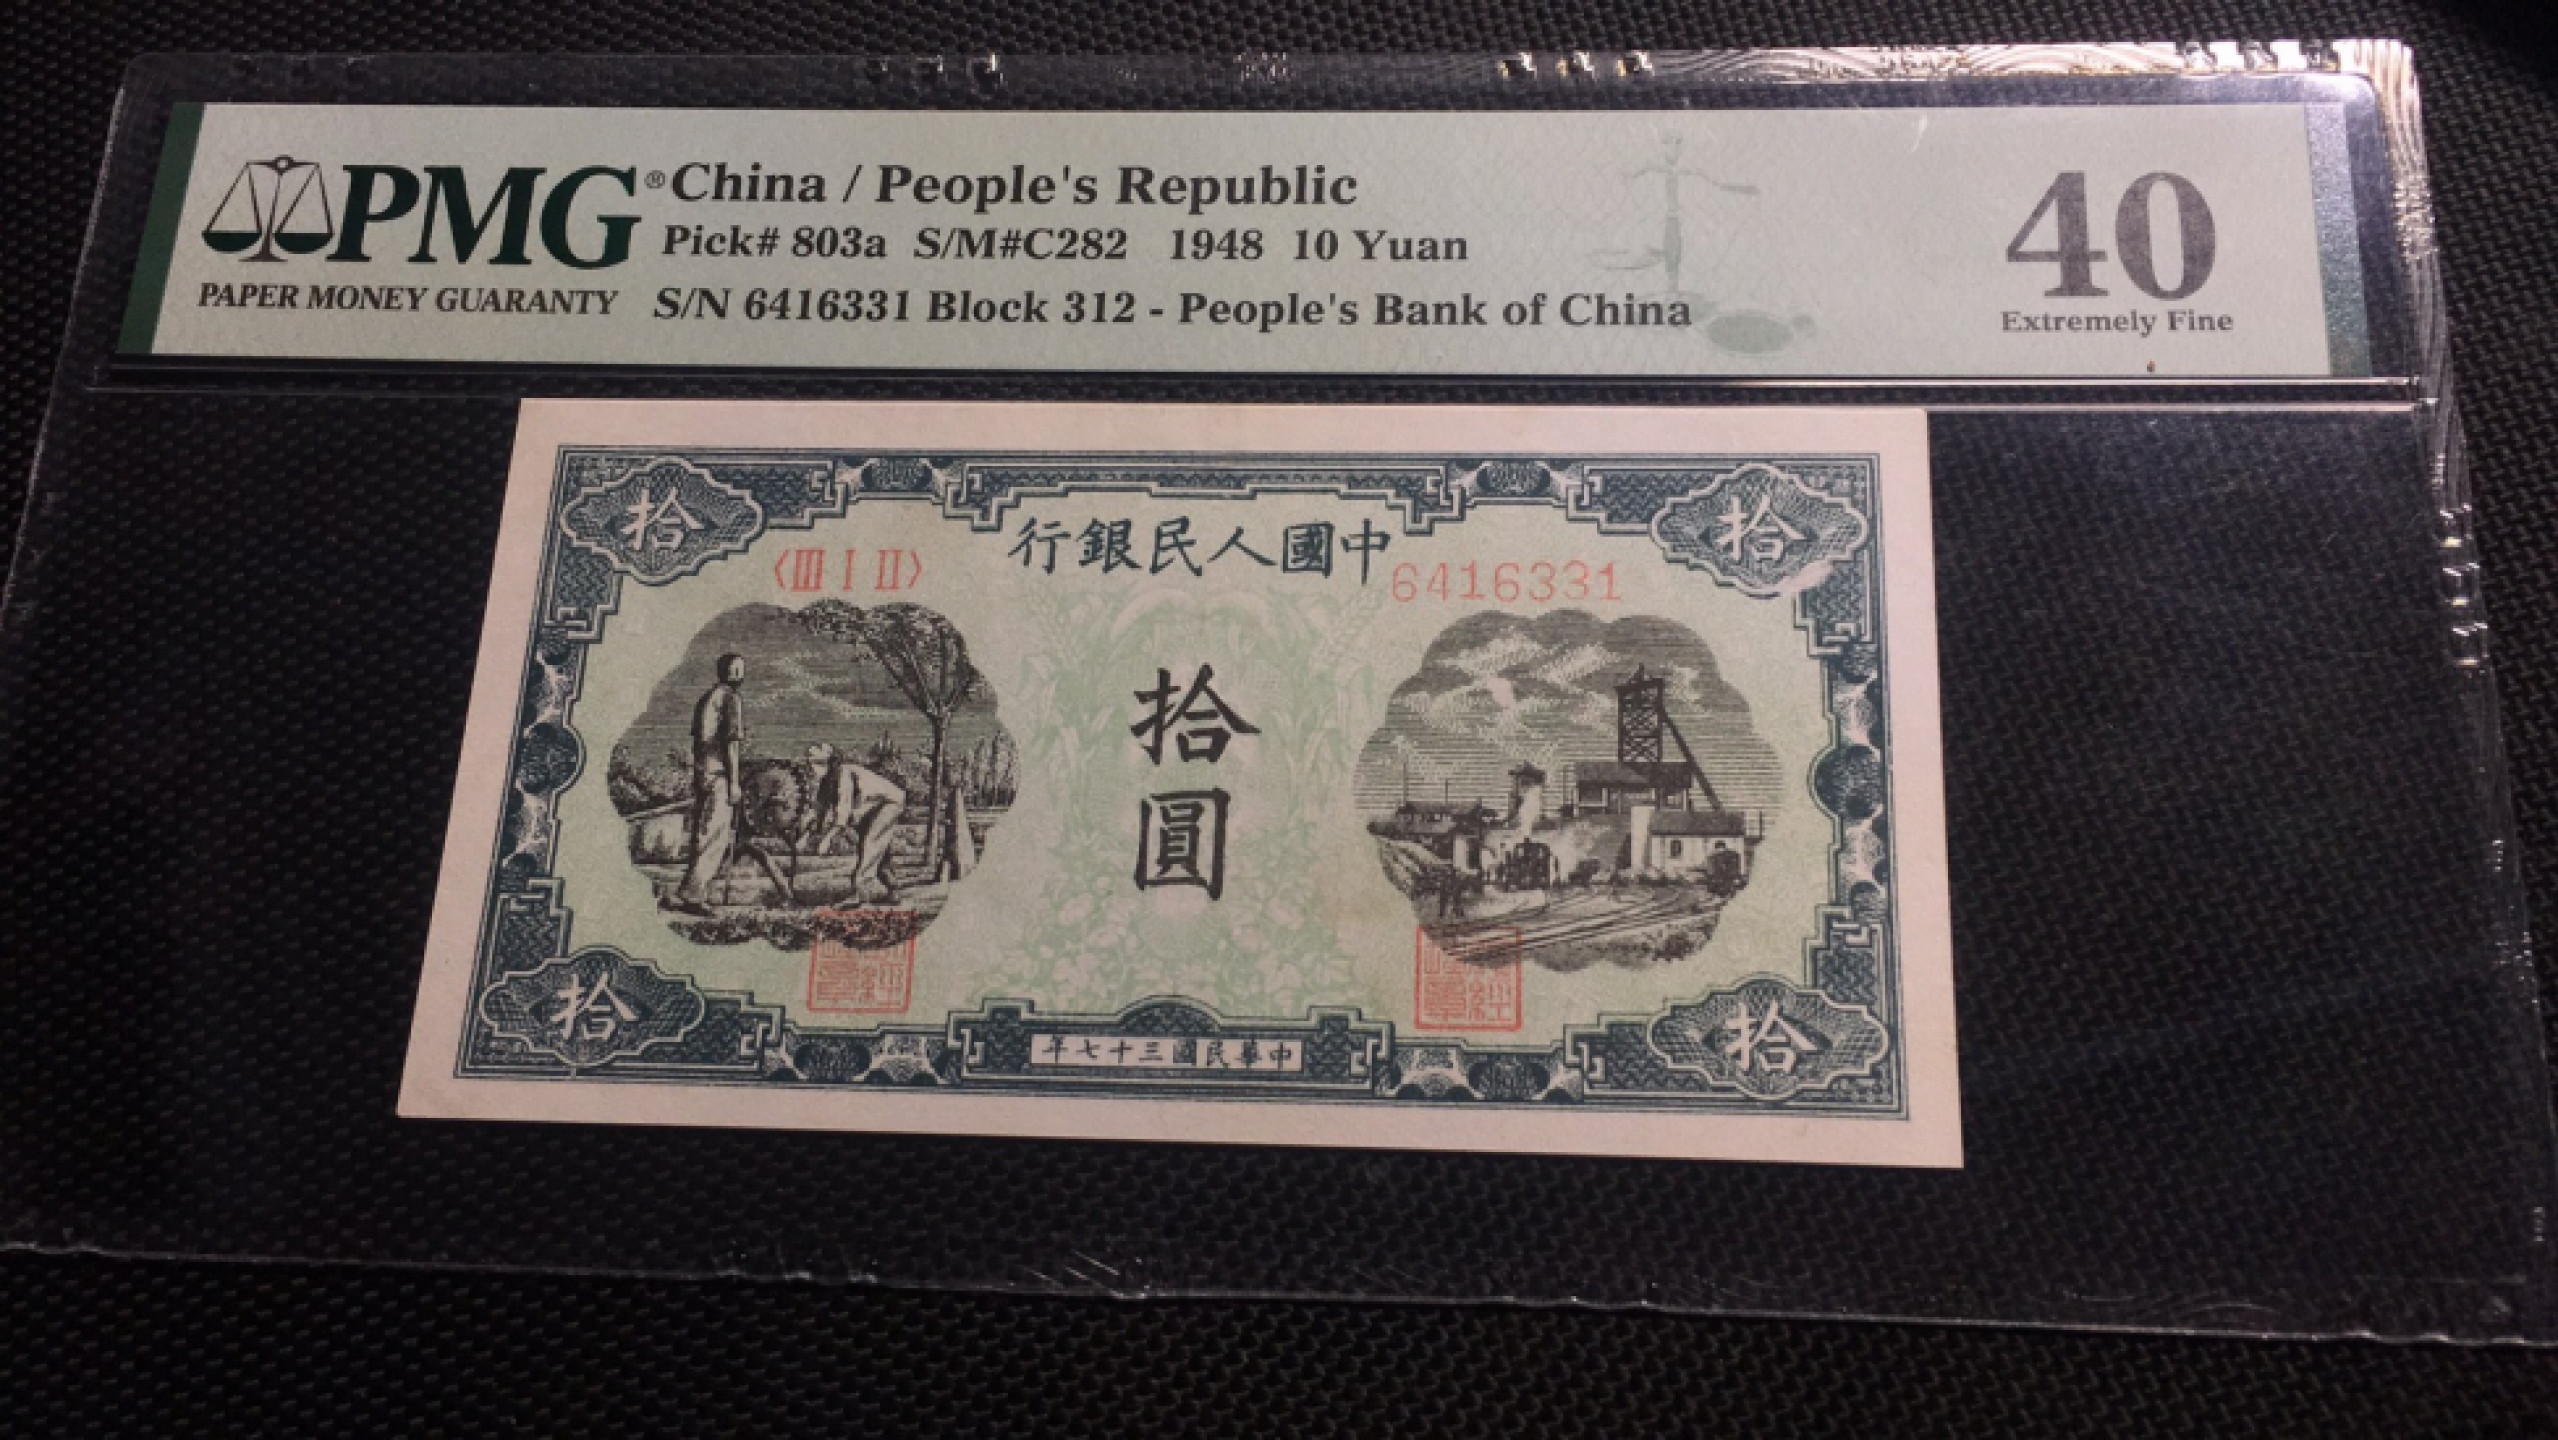 PMG® China / People's Republic
Pick# 803a S/M#C282 1948 10 Yuan
PAPER MONEY GUARANTY S/N 6416331 Block 312 - People's Bank of China
40
Extremely Fine
拾 拾
行銀民人國中
〈III I II〉 6416331
拾
圓
拾 拾
年七十三國民華中